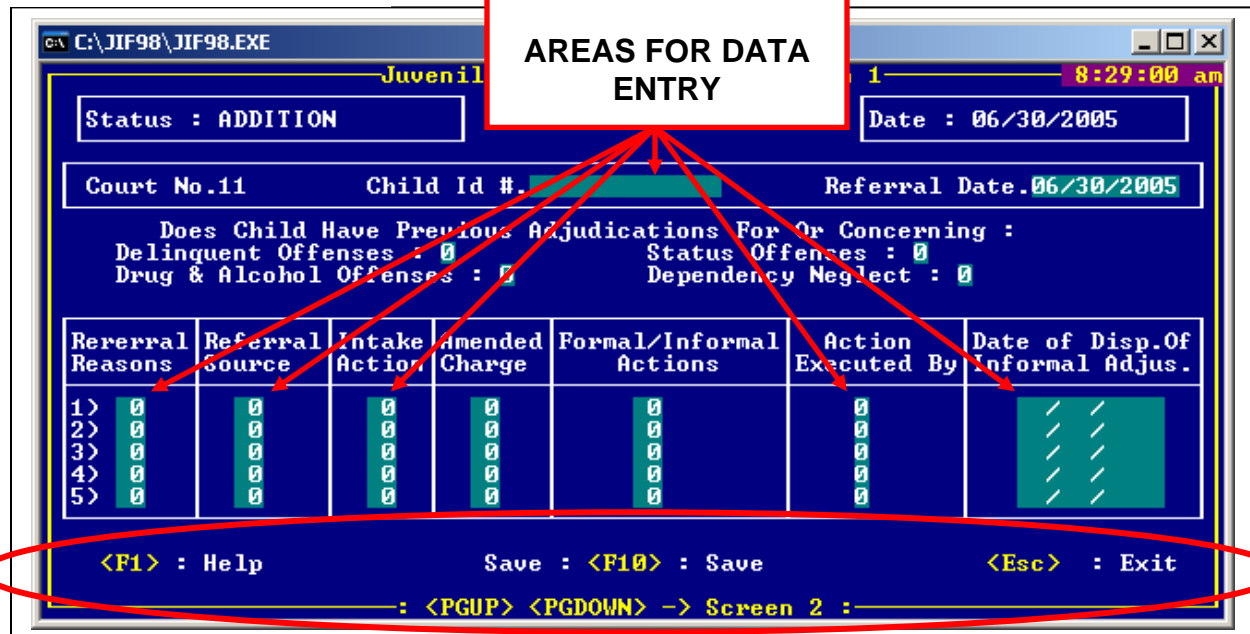 C:\JIF98\JIF98.EXE
AREAS FOR DATA
ENTRY
Juvenil 1 8:29:00 am
Status : ADDITION Date : 06/30/2005
Court No.11 Child Id #. Referral Date.06/30/2005
Does Child Have Previous Adjudications For Or Concerning :
Delinquent Offenses : 0 Status Offenses : 0
Drug & Alcohol Offenses : 0 Dependency Neglect : 0
Rererral Referral Intake Amended Formal/Informal Action Date of Disp.Of
Reasons Source Action Charge Actions Executed By Informal Adjus.
1) 0 0 0 0 0 0 / /
2) 0 0 0 0 0 0 / /
3) 0 0 0 0 0 0 / /
4) 0 0 0 0 0 0 / /
5) 0 0 0 0 0 0 / /
<F1> : Help Save : <F10> : Save <Esc> : Exit
: <PGUP> <PGDOWN> -> Screen 2 :